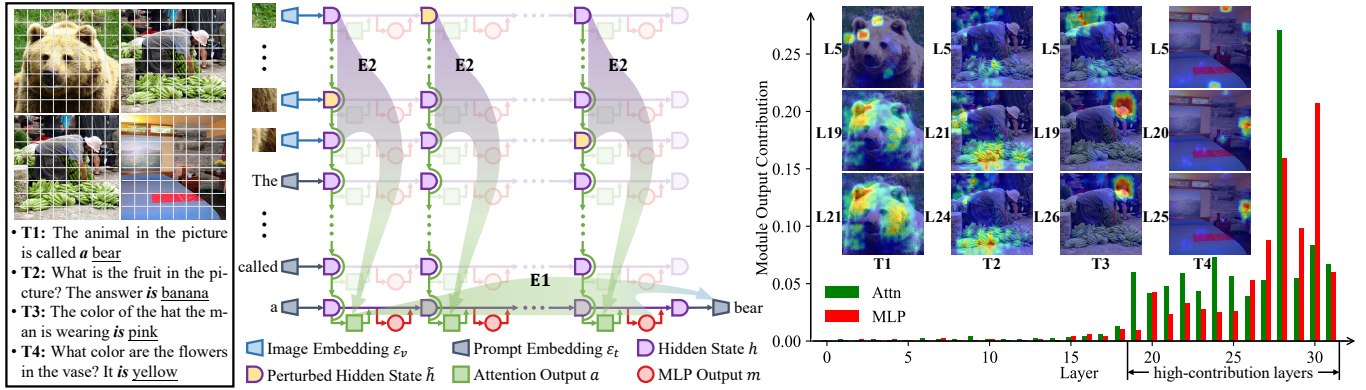 • T1: The animal in the picture
is called a bear
• T2: What is the fruit in the pi-
cture? The answer is banana
• T3: The color of the hat the m-
an is wearing is pink
• T4: What color are the flowers
in the vase? It is yellow
E2
E2
E2
The
called
a
E1
bear
Image Embedding εv
Prompt Embedding εt
Hidden State h
Perturbed Hidden State h̃
Attention Output a
MLP Output m
Module Output Contribution
0.25
0.20
0.15
0.10
0.05
0.00
L5
L5
L5
L5
L19
L21
L19
L20
L21
L24
L26
L25
T1
T2
T3
T4
Attn
MLP
0
5
10
15
20
25
30
Layer
high-contribution layers